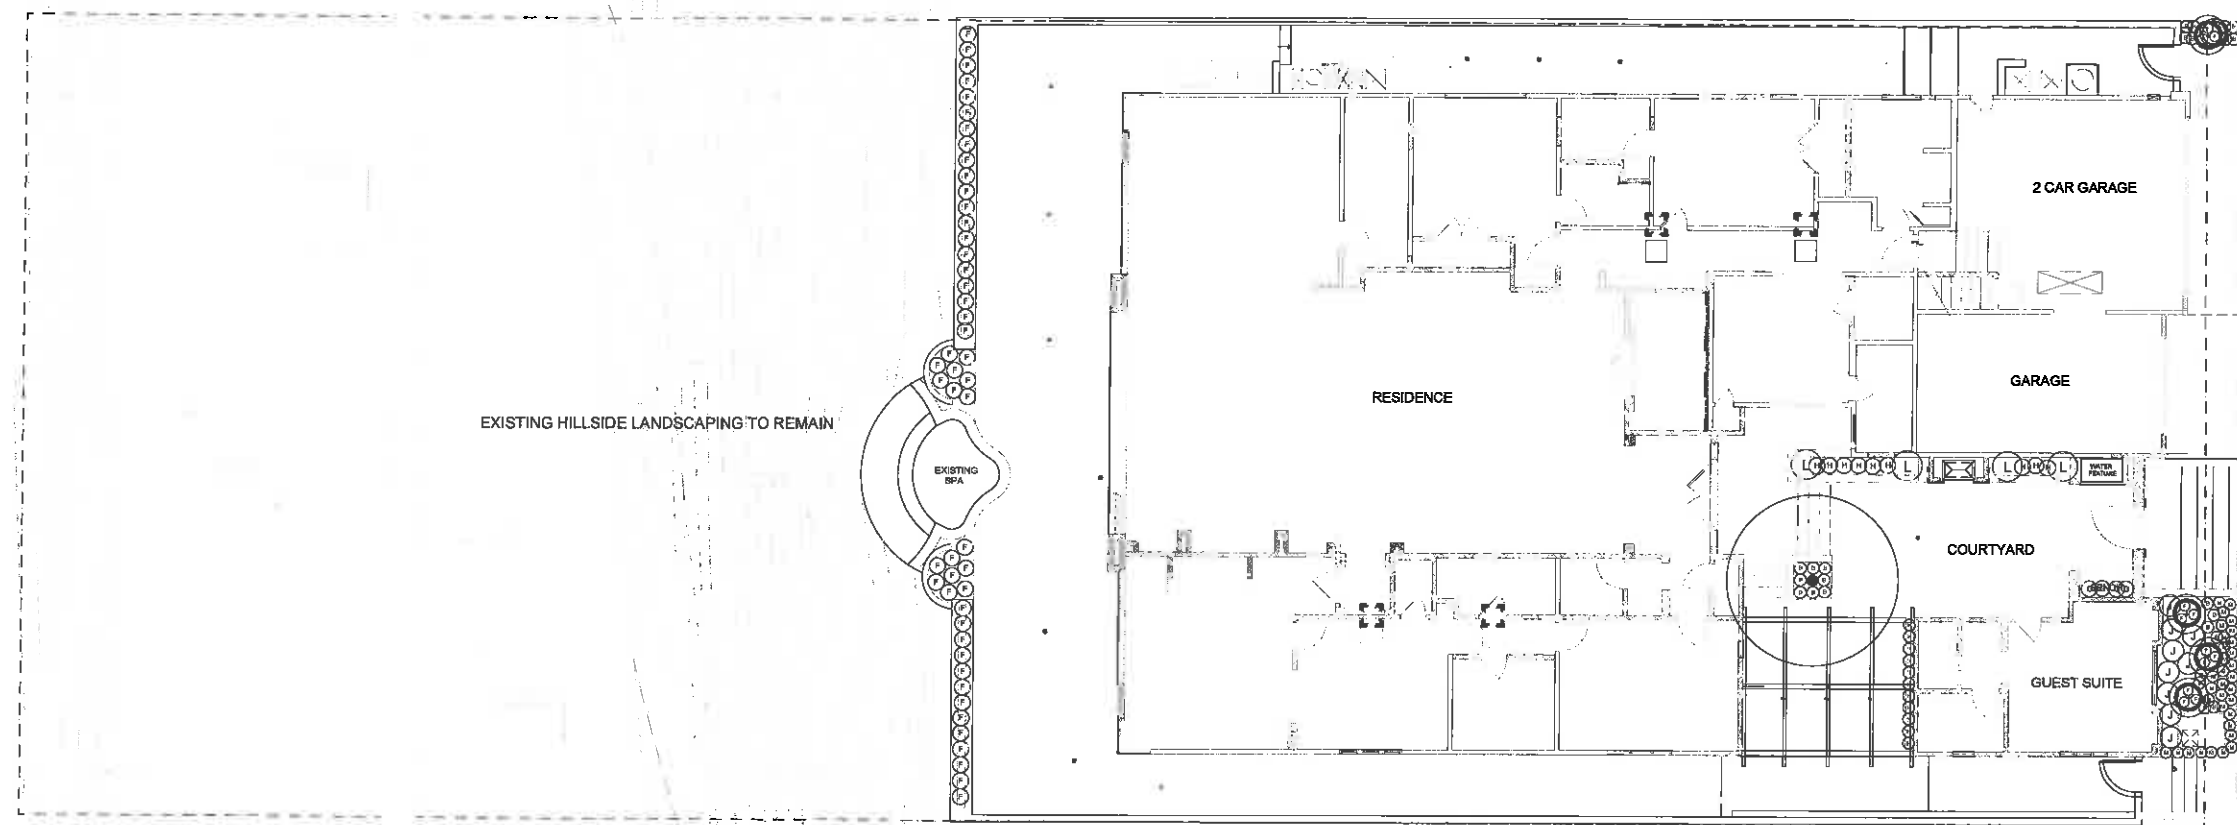 2 CAR GARAGE
GARAGE
RESIDENCE
EXISTING HILLSIDE LANDSCAPING TO REMAIN
EXISTING
SPA
WATER
FEATURE
COURTYARD
GUEST SUITE